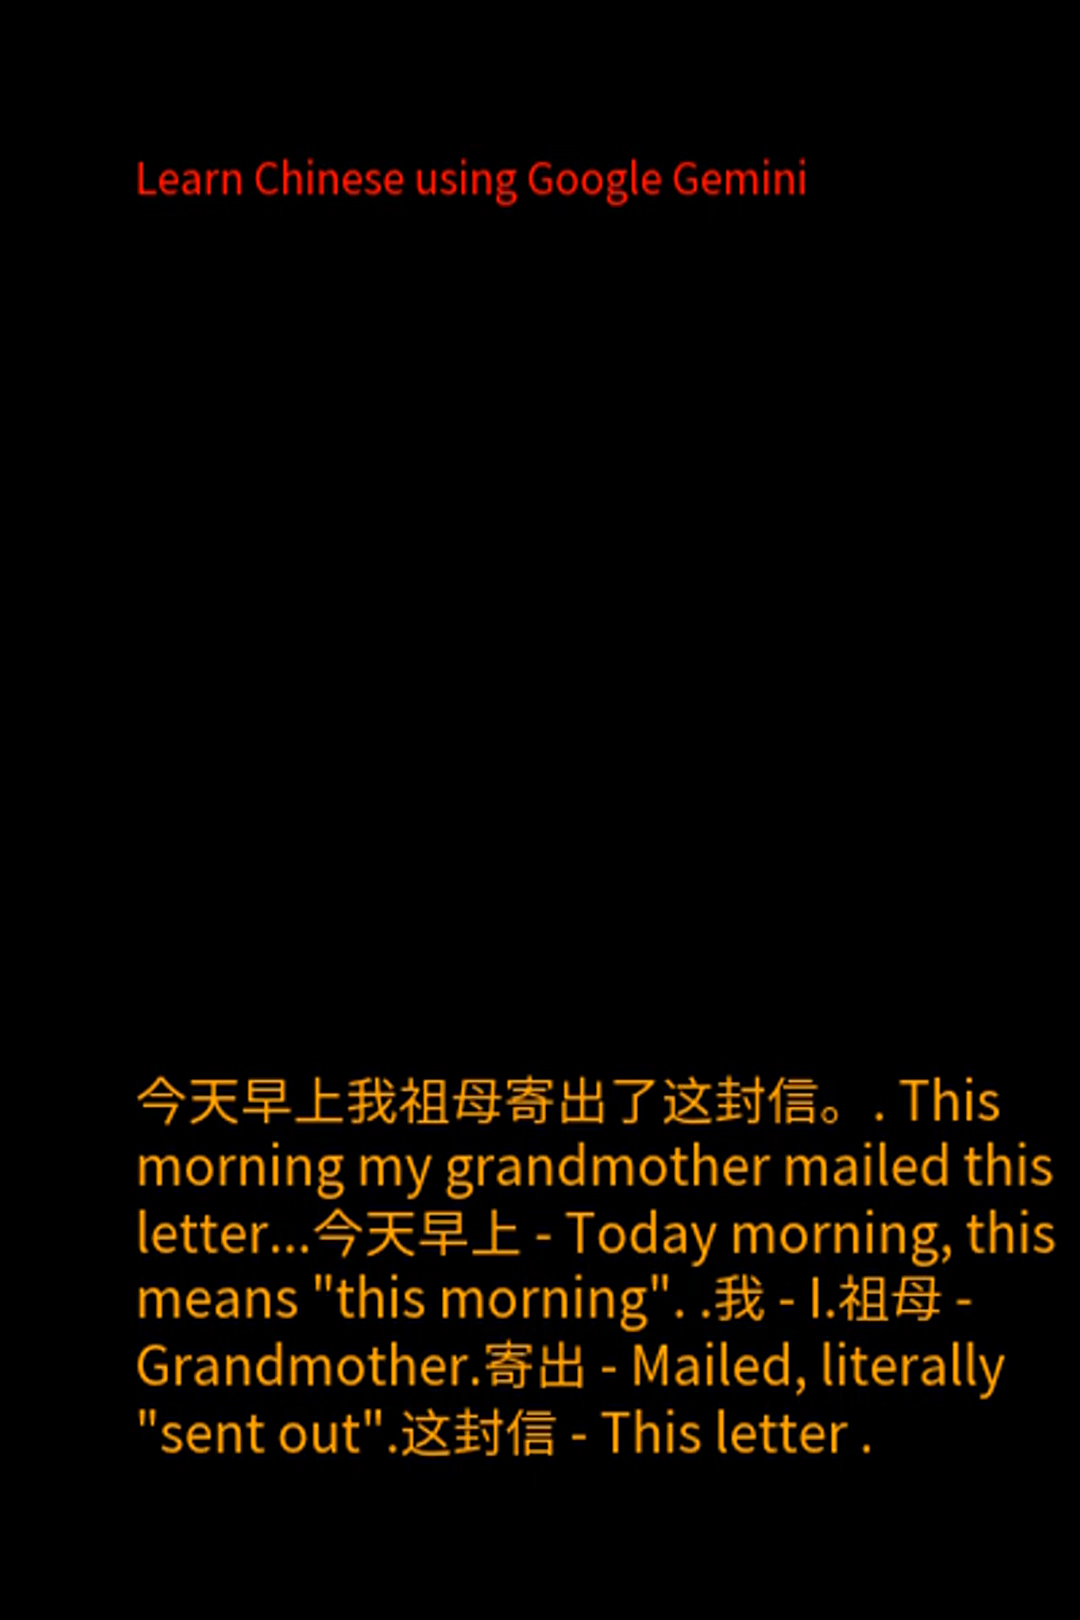 Learn Chinese using Google Gemini
今天早上我祖母寄出了这封信。. This
morning my grandmother mailed this
letter...今天早上 - Today morning, this
means "this morning". .我 - I.祖母 -
Grandmother.寄出 - Mailed, literally
"sent out".这封信 - This letter .